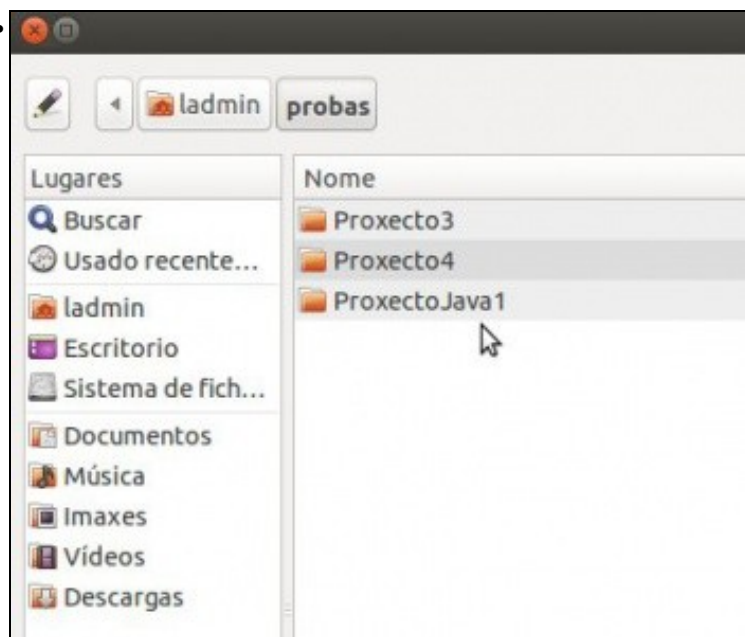 ladmin probas
Lugares
Buscar
Usado recente...
ladmin
Escritorio
Sistema de fich...
Documentos
Música
Imaxes
Vídeos
Descargas
Nome
Proxecto3
Proxecto4
ProxectoJava1